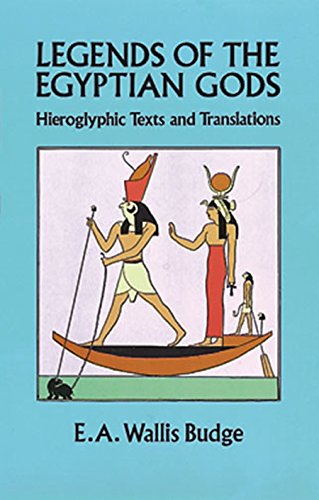 LEGENDS OF THE
EGYPTIAN GODS
Hieroglyphic Texts and Translations
E.A. Wallis Budge